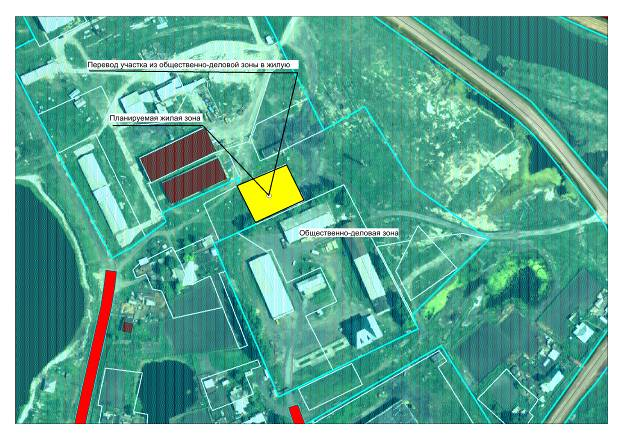 Перевод участка из общественно-деловой зоны в жилую
Планируемая жилая зона
Общественно-деловая зона